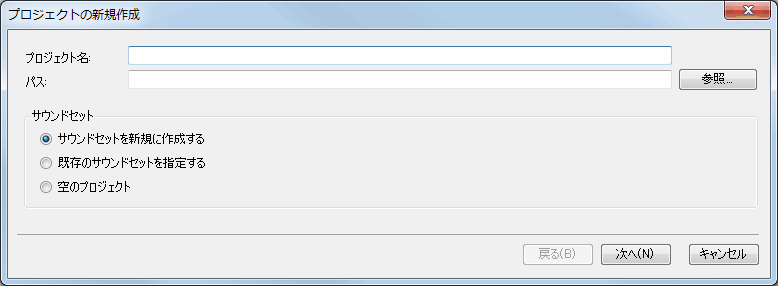 プロジェクトの新規作成
プロジェクト名:
パス:
参照...
サウンドセット
サウンドセットを新規に作成する
既存のサウンドセットを指定する
空のプロジェクト
戻る(B) 次へ(N) キャンセル